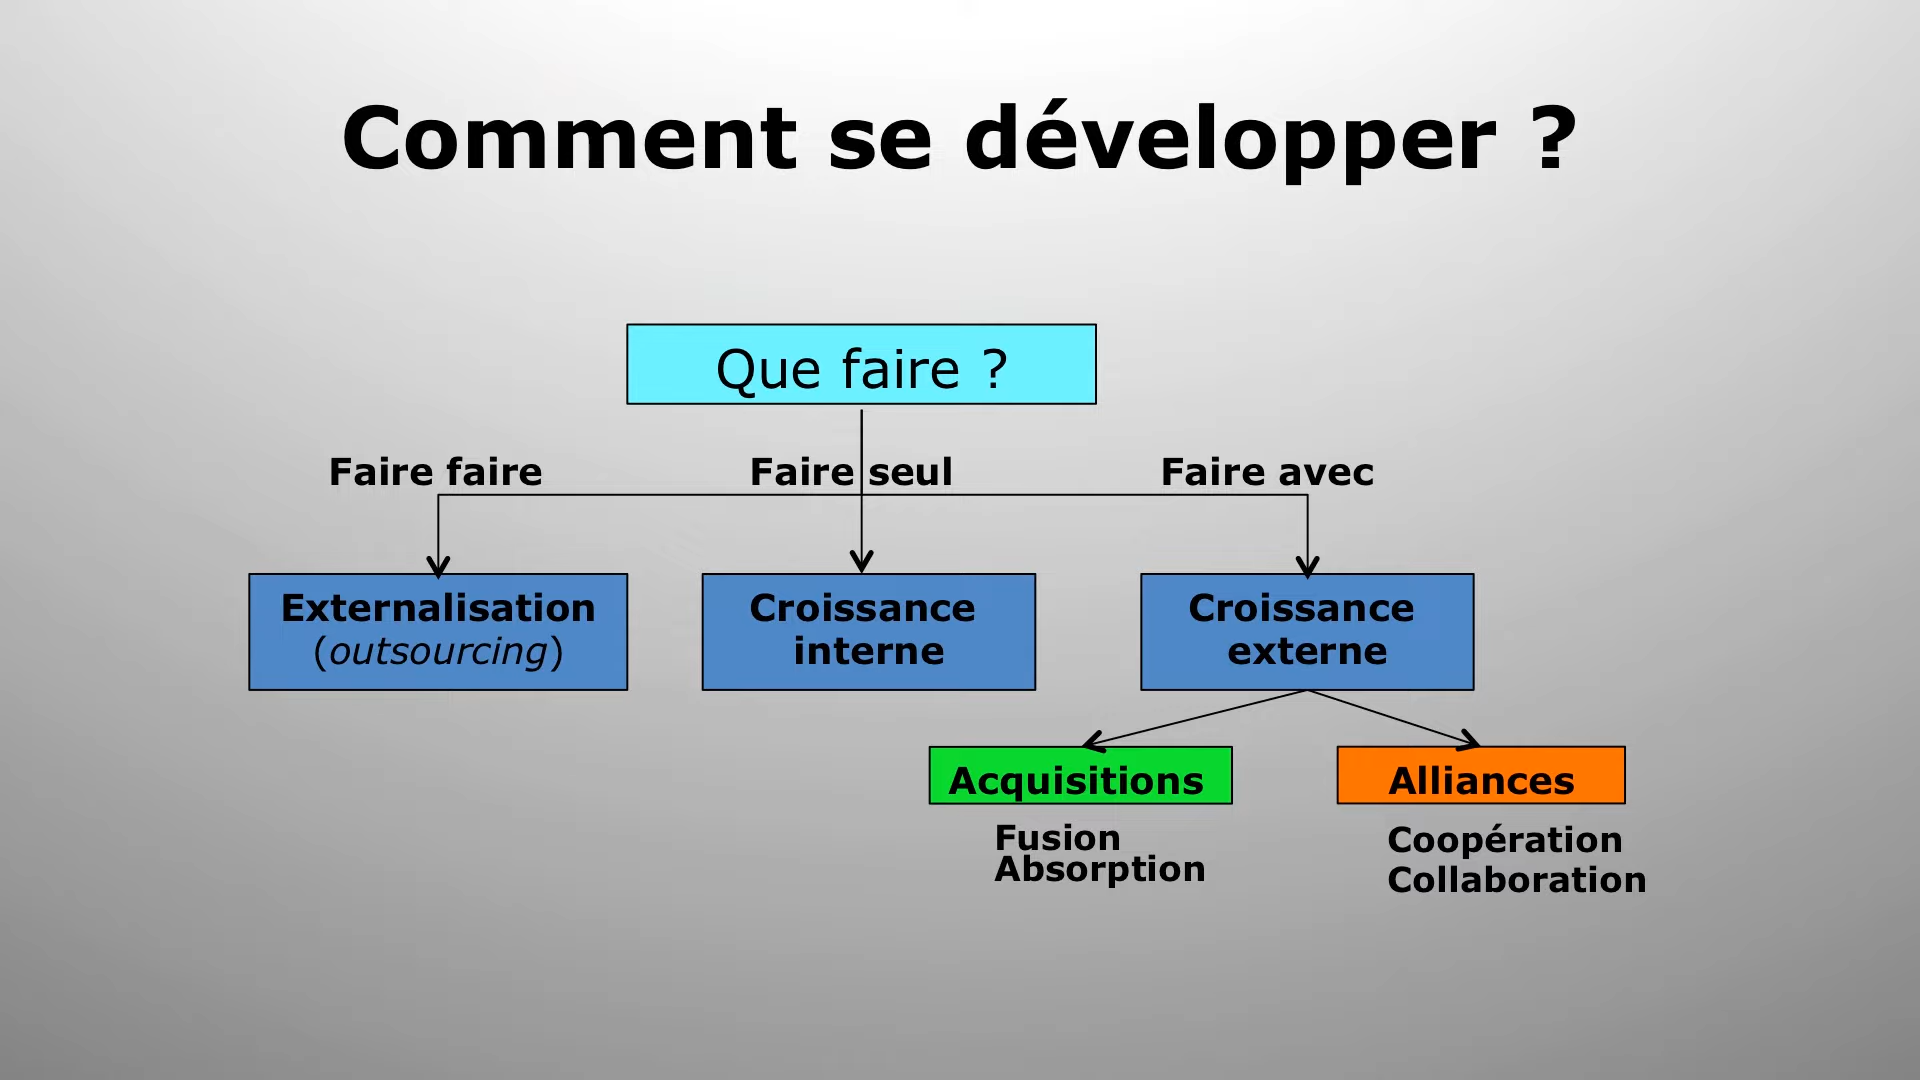 Comment se développer ?
Que faire ?
Faire faire
Faire seul
Faire avec
Externalisation
(outsourcing)
Croissance
interne
Croissance
externe
Acquisitions
Fusion
Absorption
Alliances
Coopération
Collaboration